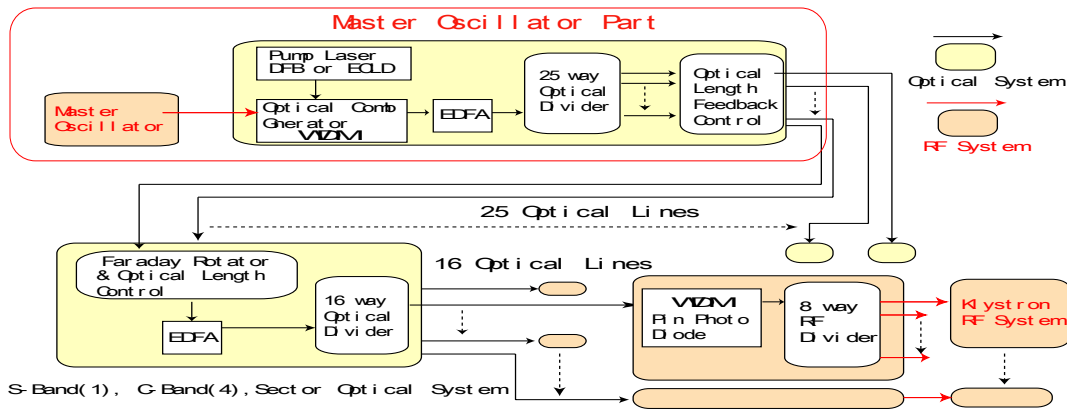 Master Oscillator Part
Pump Laser
DFB or ECLD
25 way
Optical
Divider
Optical
Length
Feedback
Control
Optical System
Master
Oscillator
Optical Comb
Gnerator
WDM
EDFA
RF System
25 Optical Lines
Faraday Rotator
& Optical Length
Control
16 Optical Lines
EDFA
16 way
Optical
Divider
WDM
Pin Photo
Diode
8 way
RF
Divider
Klystron
RF System
S-Band(1), C-Band(4), Sector Optical System